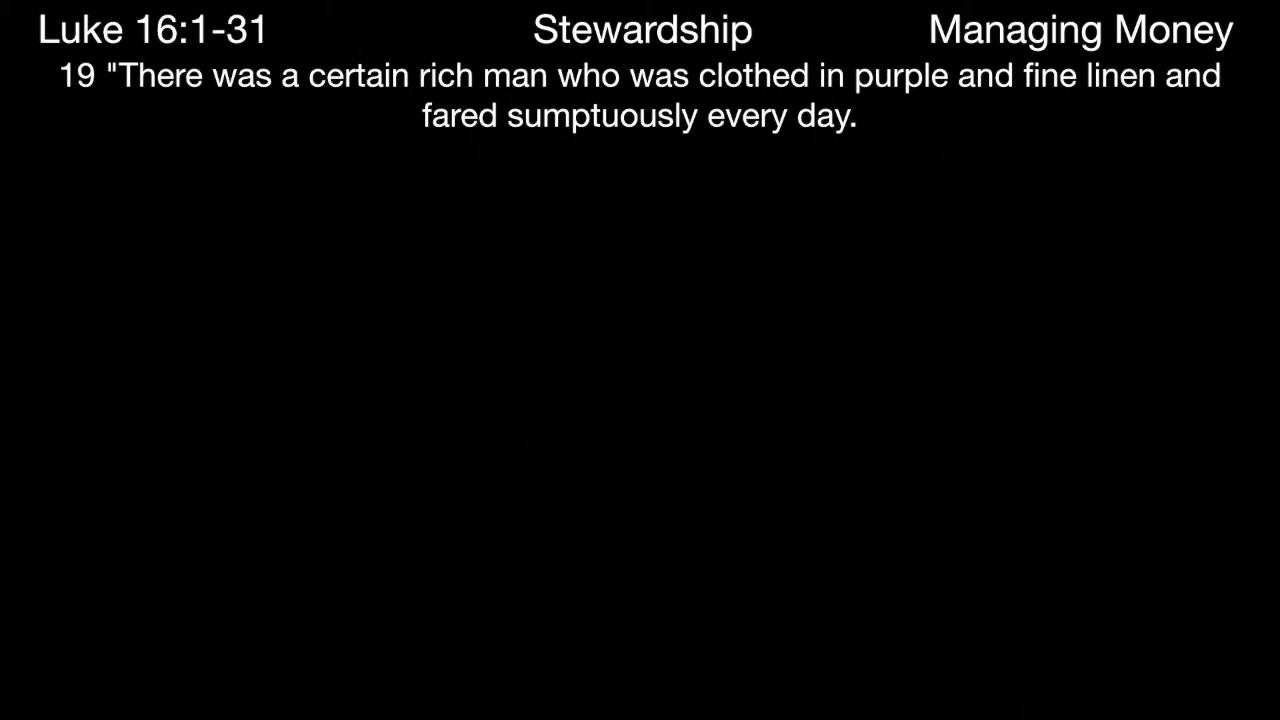 Luke 16:1-31 Stewardship Managing Money
19 "There was a certain rich man who was clothed in purple and fine linen and
fared sumptuously every day.